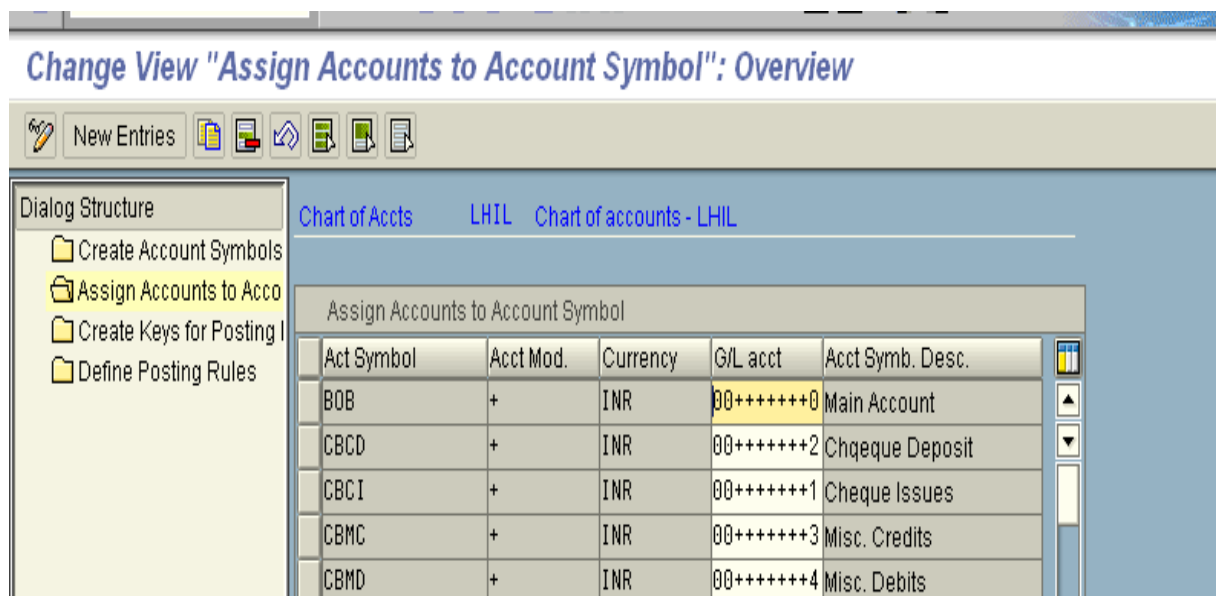 Change View "Assign Accounts to Account Symbol": Overview
New Entries
Dialog Structure
Create Account Symbols
Assign Accounts to Acco
Create Keys for Posting
Define Posting Rules
Chart of Accts LHIL Chart of accounts - LHIL
Assign Accounts to Account Symbol
Act Symbol Acct Mod. Currency G/L acct Acct Symb. Desc.
BOB + INR 00+++++++0 Main Account
CBCD + INR 00+++++++2 Chqeque Deposit
CBCI + INR 00+++++++1 Cheque Issues
CBMC + INR 00+++++++3 Misc. Credits
CBMD + INR 00+++++++4 Misc. Debits